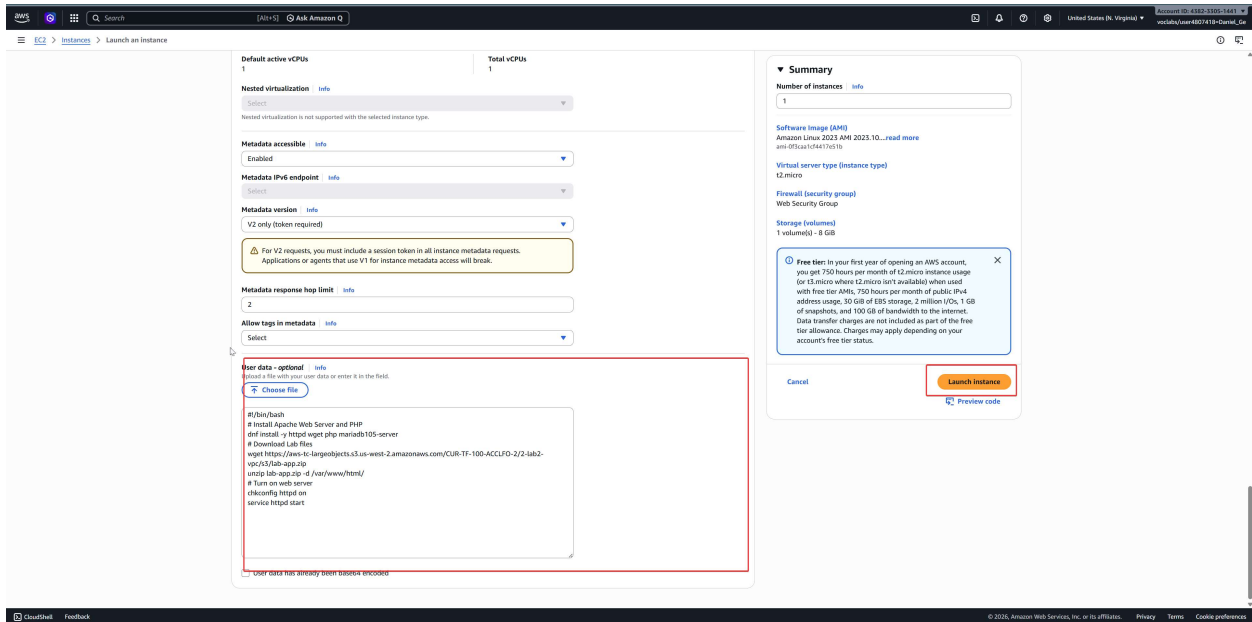 aws
Search
[Alt+S]
Ask Amazon Q
United States (N. Virginia)
Account ID: 4382-3305-1441
voclabs/user4807418=Daniel_Ge
EC2 > Instances > Launch an instance
Default active vCPUs
1
Total vCPUs
1
Nested virtualization Info
Select
Nested virtualization is not supported with the selected instance type.
Metadata accessible Info
Enabled
Metadata IPv6 endpoint Info
Select
Metadata version Info
V2 only (token required)
For V2 requests, you must include a session token in all instance metadata requests.
Applications or agents that use V1 for instance metadata access will break.
Metadata response hop limit Info
2
Allow tags in metadata Info
Select
User data - optional Info
Upload a file with your user data or enter it in the field.
Choose file
#!/bin/bash
# Install Apache Web Server and PHP
dnf install -y httpd wget php mariadb105-server
# Download Lab files
wget https://aws-tc-largeobjects.s3.us-west-2.amazonaws.com/CUR-TF-100-ACCLFO-2/2-lab2-
vpc/s3/lab-app.zip
unzip lab-app.zip -d /var/www/html/
# Turn on web server
chkconfig httpd on
service httpd start
User data has already been base64 encoded
Summary
Number of instances Info
1
Software Image (AMI)
Amazon Linux 2023 AMI 2023.10....read more
ami-0f3caa1cf4417e51b
Virtual server type (instance type)
t2.micro
Firewall (security group)
Web Security Group
Storage (volumes)
1 volume(s) - 8 GiB
Free tier: In your first year of opening an AWS account,
you get 750 hours per month of t2.micro instance usage
(or t3.micro where t2.micro isn't available) when used
with free tier AMIs, 750 hours per month of public IPv4
address usage, 30 GiB of EBS storage, 2 million I/Os, 1 GB
of snapshots, and 100 GB of bandwidth to the internet.
Data transfer charges are not included as part of the free
tier allowance. Charges may apply depending on your
account's free tier status.
Cancel
Launch instance
Preview code
CloudShell
Feedback
© 2026, Amazon Web Services, Inc. or its affiliates.
Privacy
Terms
Cookie preferences